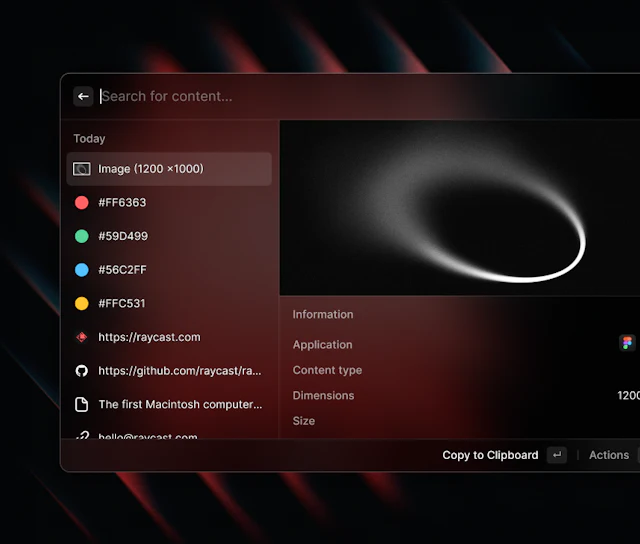 Search for content...
Today
Image (1200 ×1000)
#FF6363
#59D499
#56C2FF
#FFC531
https://raycast.com
https://github.com/raycast/ra...
The first Macintosh computer...
hello@raycast.com
Information
Application
Content type
Dimensions
1200
Size
Copy to Clipboard
Actions